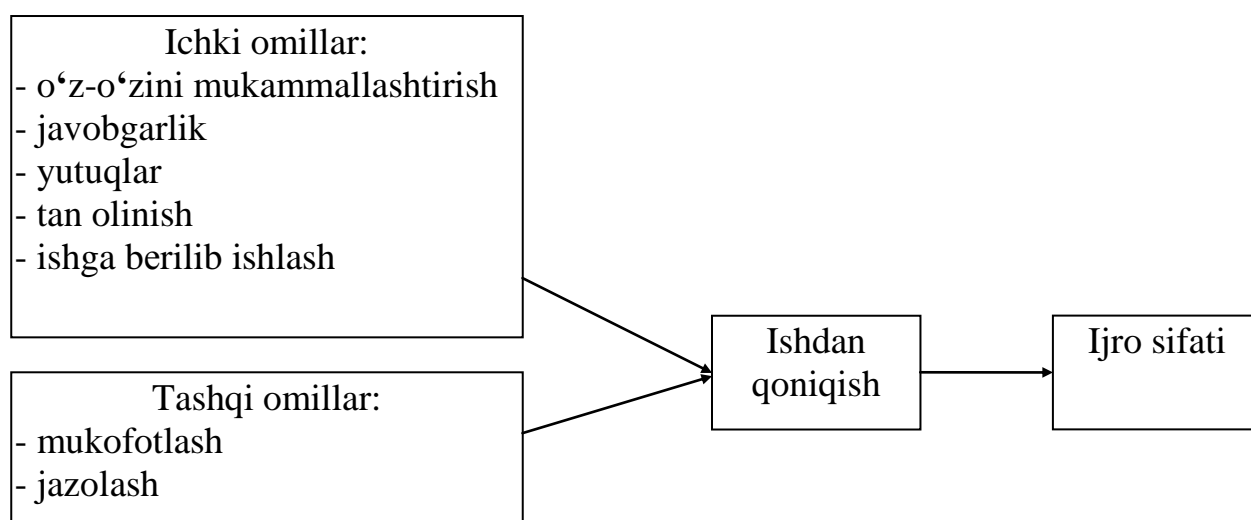 Ichki omillar:
- o‘z-o‘zini mukammallashtirish
- javobgarlik
- yutuqlar
- tan olinish
- ishga berilib ishlash
Tashqi omillar:
- mukofotlash
- jazolash
Ishdan
qoniqish
Ijro sifati